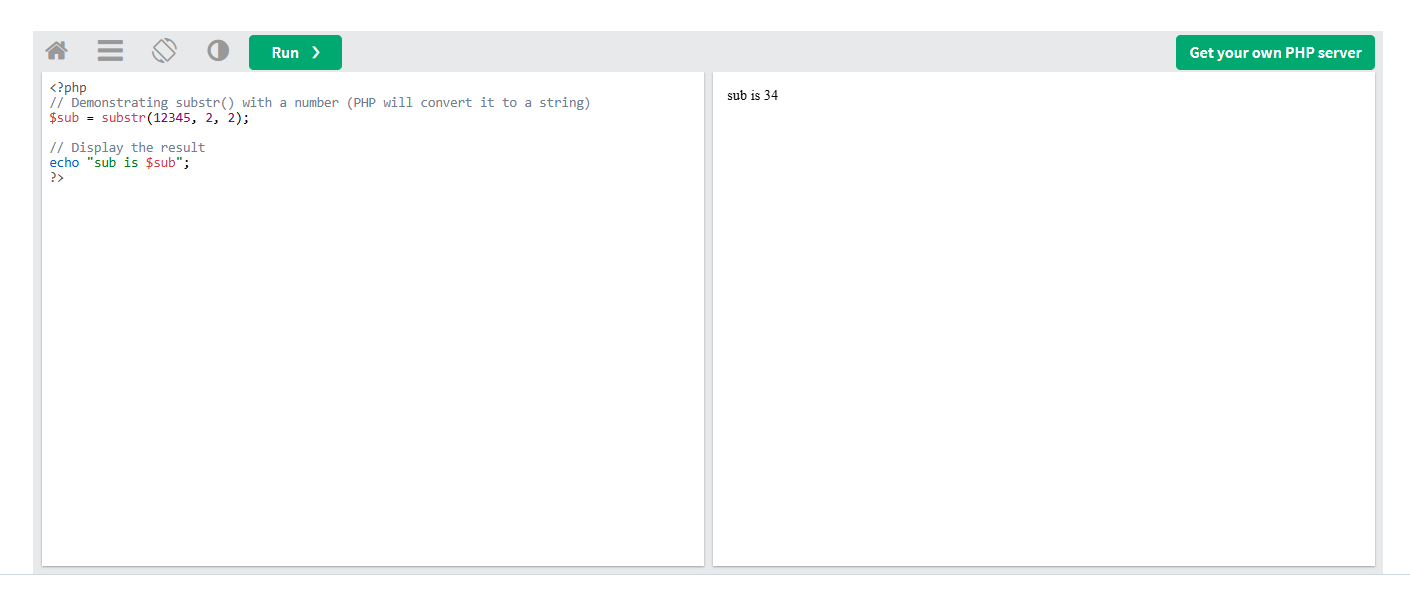 Run ❯
Get your own PHP server
<?php
// Demonstrating substr() with a number (PHP will convert it to a string)
$sub = substr(12345, 2, 2);
// Display the result
echo "sub is $sub";
?>
sub is 34